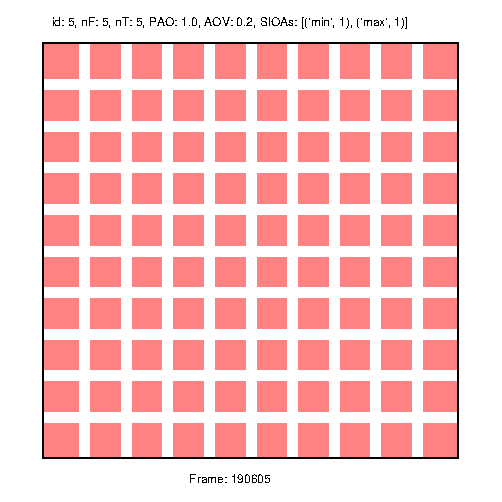 id: 5, nF: 5, nT: 5, PAO: 1.0, AOV: 0.2, SIOAs: [('min', 1), ('max', 1)]
Frame: 190605